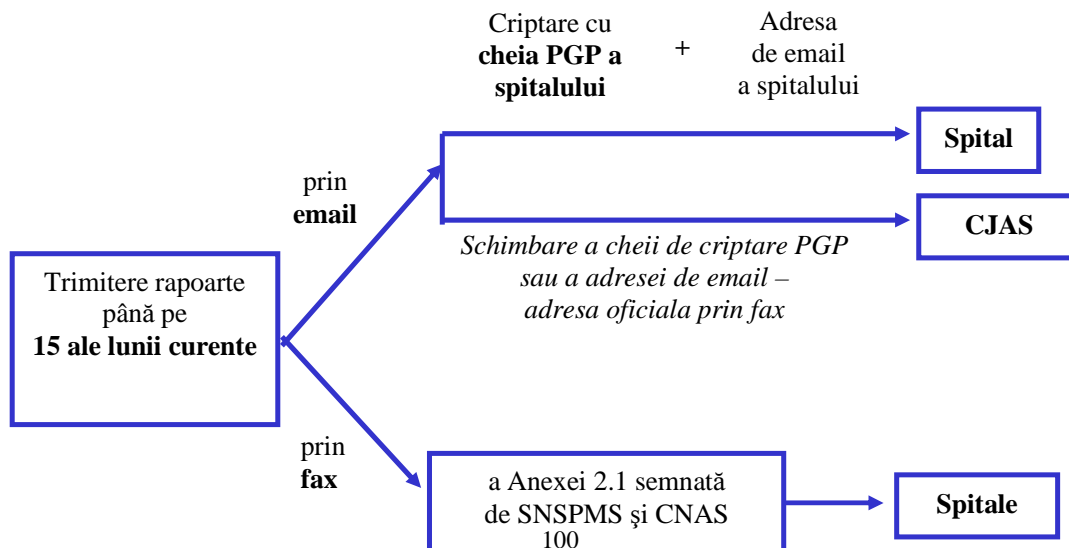 Criptare cu
cheia PGP a
spitalului
+
Adresa
de email
a spitalului
Spital
prin
email
CJAS
Schimbare a cheii de criptare PGP
sau a adresei de email –
adresa oficiala prin fax
Trimitere rapoarte
până pe
15 ale lunii curente
prin
fax
a Anexei 2.1 semnată
de SNSPMS şi CNAS
Spitale
100